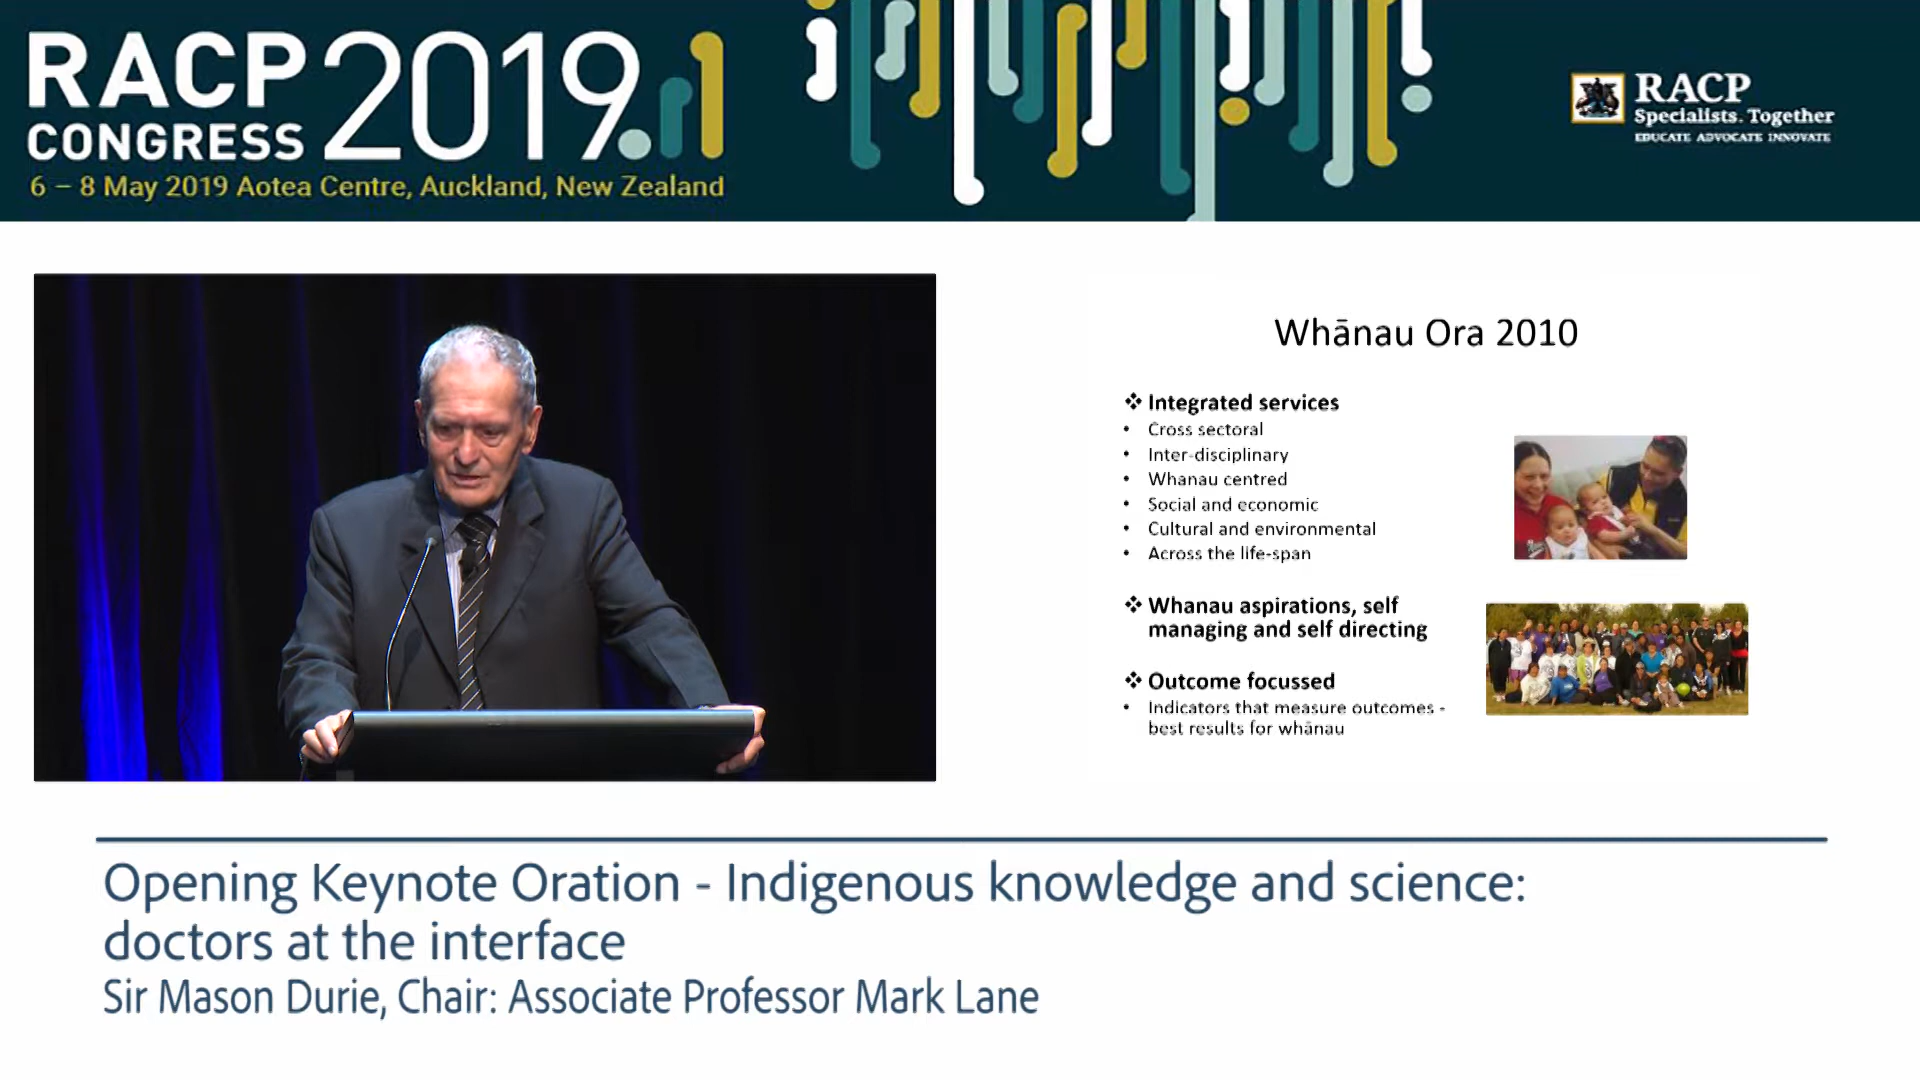 RACP
CONGRESS
2019
6 – 8 May 2019 Aotea Centre, Auckland, New Zealand
RACP
Specialists. Together
EDUCATE ADVOCATE INNOVATE
Whānau Ora 2010
❖ Integrated services
• Cross sectoral
• Inter-disciplinary
• Whanau centred
• Social and economic
• Cultural and environmental
• Across the life-span
❖ Whanau aspirations, self
managing and self directing
❖ Outcome focussed
• Indicators that measure outcomes -
best results for whānau
Opening Keynote Oration - Indigenous knowledge and science:
doctors at the interface
Sir Mason Durie, Chair: Associate Professor Mark Lane